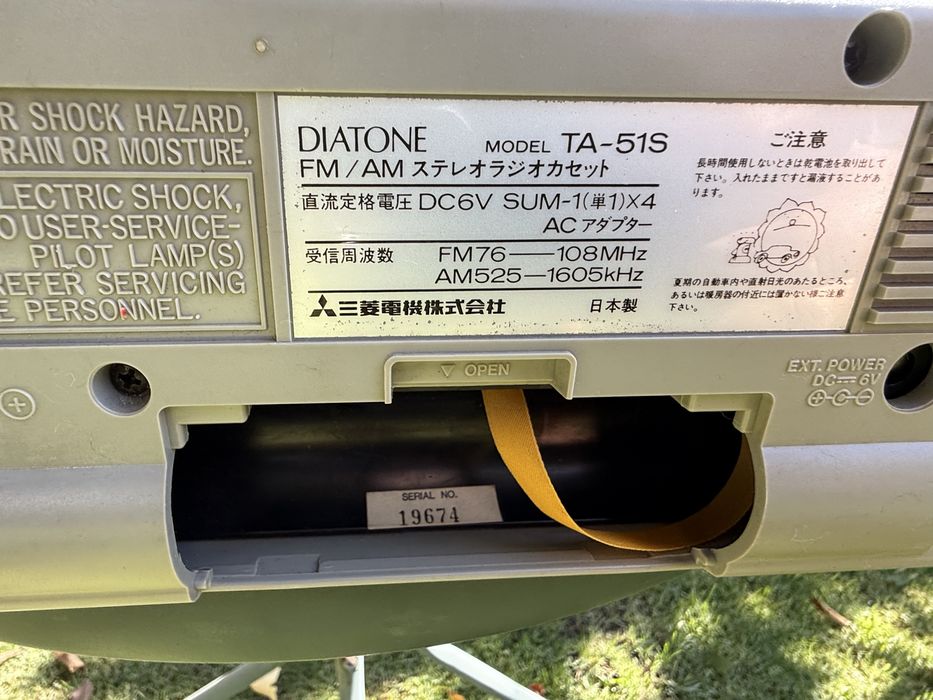 R SHOCK HAZARD,
RAIN OR MOISTURE.
LECTRIC SHOCK,
O USER-SERVICE-
PILOT LAMP(S)
REFER SERVICING
E PERSONNEL.
DIATONE MODEL TA-51S
FM/AM ステレオラジオカセット
直流定格電圧 DC6V SUM-1(単1)X4
ACアダプター
受信周波数 FM76—108MHz
AM525—1605kHz
三菱電機株式会社 日本製
ご注意
長時間使用しないときは乾電池を取り出して
下さい。入れたままですと漏液することがあ
ります。
夏期の自動車内や直射日光のあたるところ、
あるいは暖房器の付近には置かない様ご注意
下さい。
▽ OPEN
EXT. POWER
DC⎓ 6V
SERIAL NO.
19674